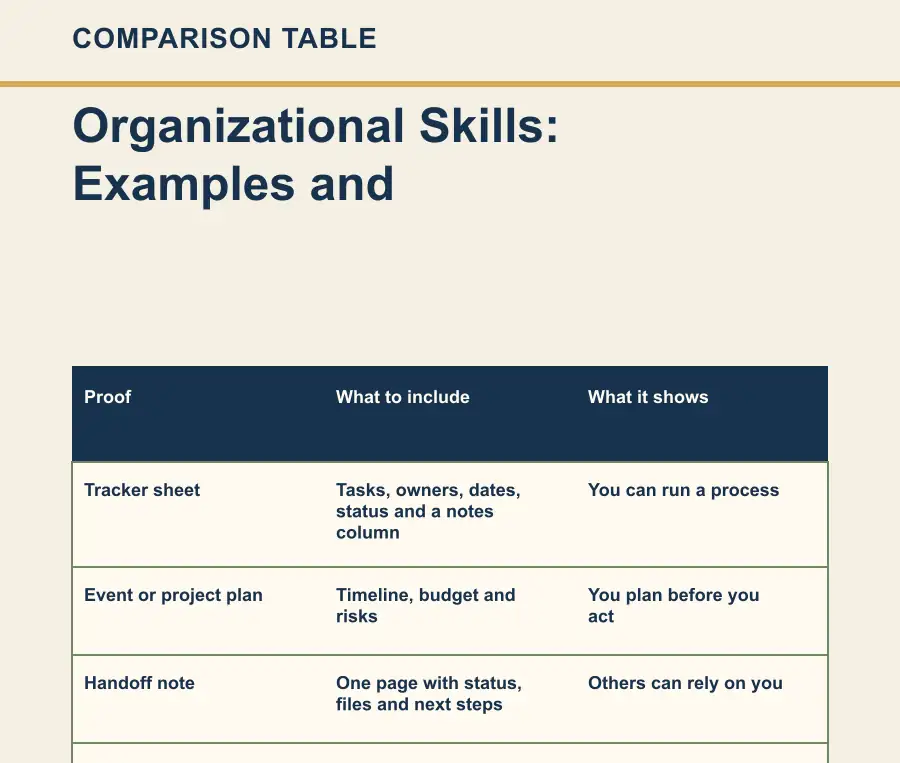 COMPARISON TABLE
Organizational Skills:
Examples and
Proof
What to include
What it shows
Tracker sheet
Tasks, owners, dates,
status and a notes
column
You can run a process
Event or project plan
Timeline, budget and
risks
You plan before you
act
Handoff note
One page with status,
files and next steps
Others can rely on you